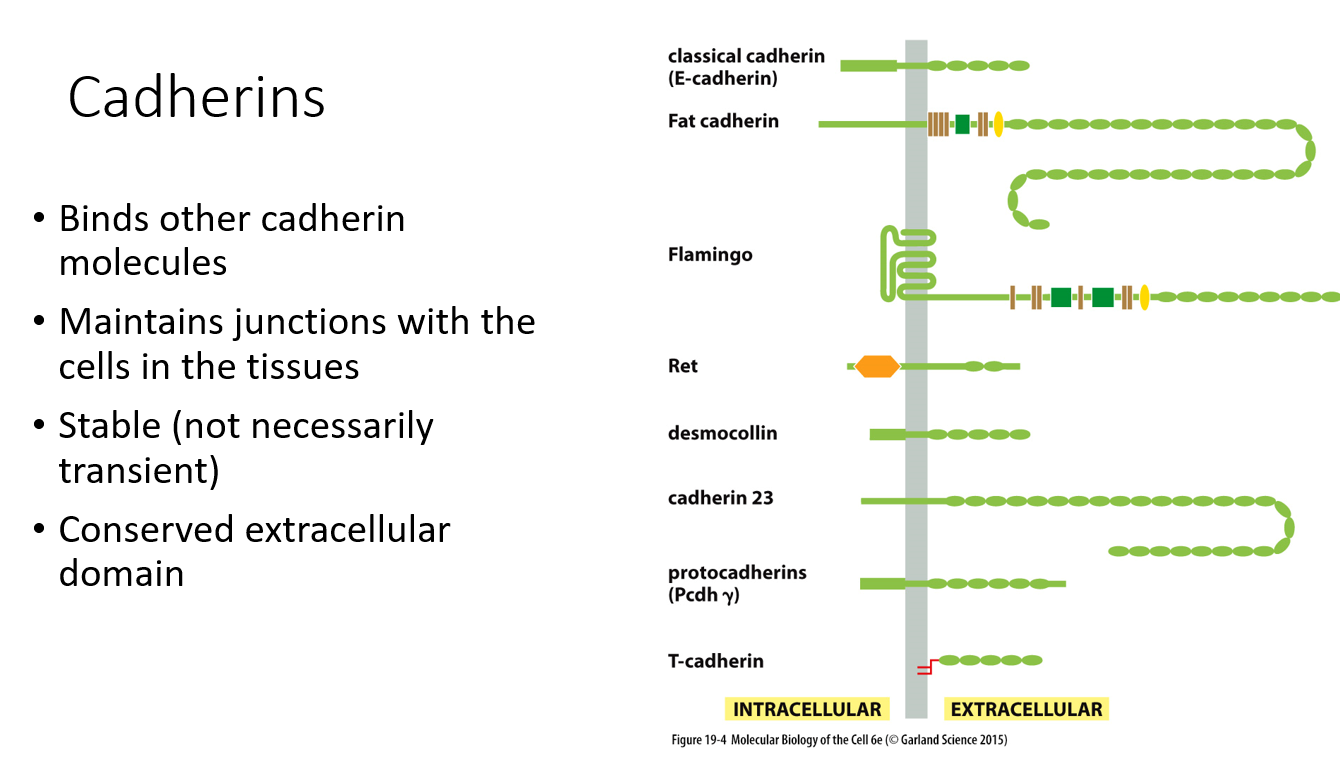 Cadherins
• Binds other cadherin
molecules
• Maintains junctions with the
cells in the tissues
• Stable (not necessarily
transient)
• Conserved extracellular
domain
classical cadherin
(E-cadherin)
Fat cadherin
Flamingo
Ret
desmocollin
cadherin 23
protocadherins
(Pcdh γ)
T-cadherin
INTRACELLULAR
EXTRACELLULAR
Figure 19-4 Molecular Biology of the Cell 6e (© Garland Science 2015)